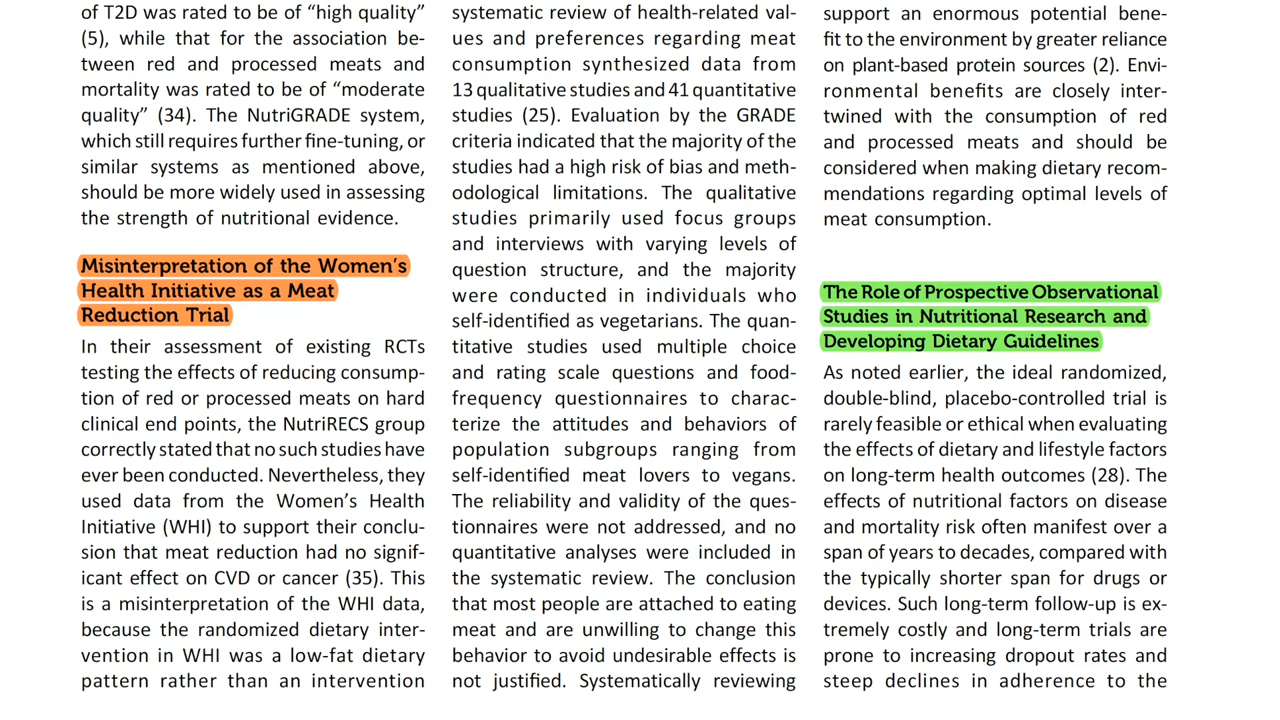 of T2D was rated to be of “high quality”
(5), while that for the association be-
tween red and processed meats and
mortality was rated to be of “moderate
quality” (34). The NutriGRADE system,
which still requires further fine-tuning, or
similar systems as mentioned above,
should be more widely used in assessing
the strength of nutritional evidence.
Misinterpretation of the Women’s
Health Initiative as a Meat
Reduction Trial
In their assessment of existing RCTs
testing the effects of reducing consump-
tion of red or processed meats on hard
clinical end points, the NutriRECS group
correctly stated that no such studies have
ever been conducted. Nevertheless, they
used data from the Women’s Health
Initiative (WHI) to support their conclu-
sion that meat reduction had no signif-
icant effect on CVD or cancer (35). This
is a misinterpretation of the WHI data,
because the randomized dietary inter-
vention in WHI was a low-fat dietary
pattern rather than an intervention
systematic review of health-related val-
ues and preferences regarding meat
consumption synthesized data from
13 qualitative studies and 41 quantitative
studies (25). Evaluation by the GRADE
criteria indicated that the majority of the
studies had a high risk of bias and meth-
odological limitations. The qualitative
studies primarily used focus groups
and interviews with varying levels of
question structure, and the majority
were conducted in individuals who
self-identified as vegetarians. The quan-
titative studies used multiple choice
and rating scale questions and food-
frequency questionnaires to charac-
terize the attitudes and behaviors of
population subgroups ranging from
self-identified meat lovers to vegans.
The reliability and validity of the ques-
tionnaires were not addressed, and no
quantitative analyses were included in
the systematic review. The conclusion
that most people are attached to eating
meat and are unwilling to change this
behavior to avoid undesirable effects is
not justified. Systematically reviewing
support an enormous potential bene-
fit to the environment by greater reliance
on plant-based protein sources (2). Envi-
ronmental benefits are closely inter-
twined with the consumption of red
and processed meats and should be
considered when making dietary recom-
mendations regarding optimal levels of
meat consumption.
The Role of Prospective Observational
Studies in Nutritional Research and
Developing Dietary Guidelines
As noted earlier, the ideal randomized,
double-blind, placebo-controlled trial is
rarely feasible or ethical when evaluating
the effects of dietary and lifestyle factors
on long-term health outcomes (28). The
effects of nutritional factors on disease
and mortality risk often manifest over a
span of years to decades, compared with
the typically shorter span for drugs or
devices. Such long-term follow-up is ex-
tremely costly and long-term trials are
prone to increasing dropout rates and
steep declines in adherence to the